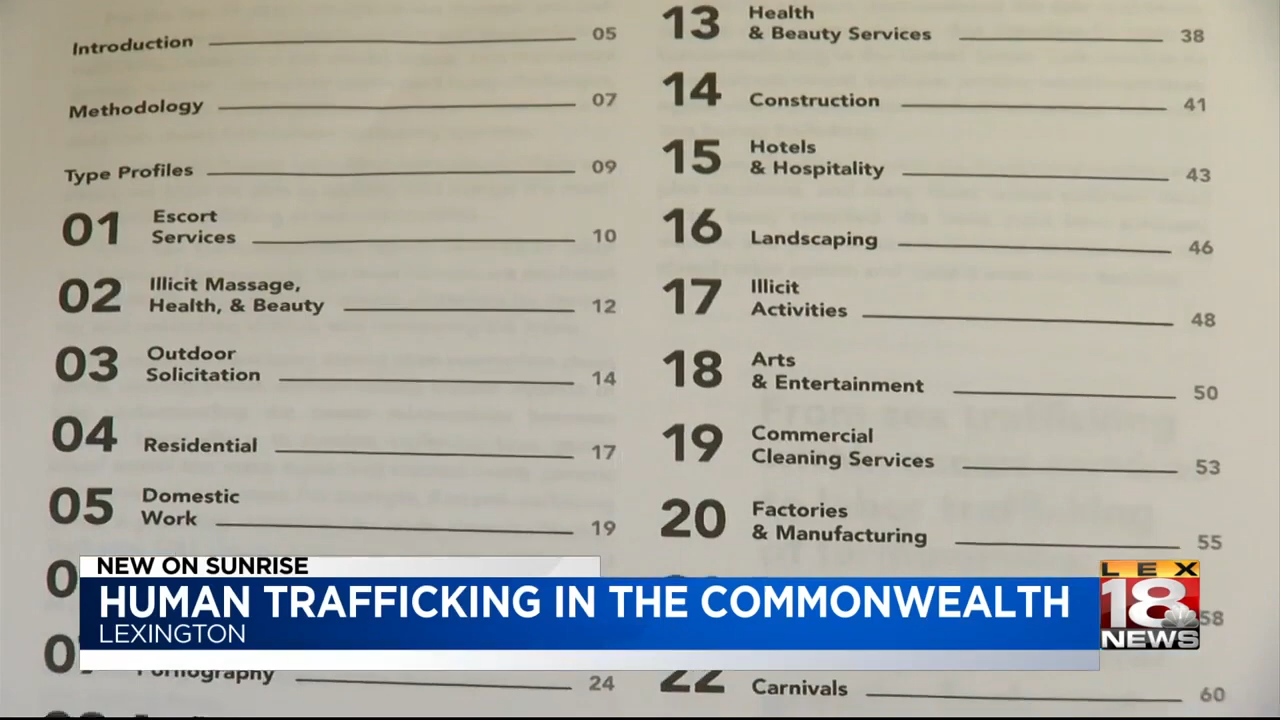 Introduction 05
Methodology 07
Type Profiles 09
01 Escort
Services 10
02 Illicit Massage,
Health, & Beauty 12
03 Outdoor
Solicitation 14
04 Residential 17
05 Domestic
Work 19
Pornography 24
13 Health
& Beauty Services 38
14 Construction 41
15 Hotels
& Hospitality 43
16 Landscaping 46
17 Illicit
Activities 48
18 Arts
& Entertainment 50
19 Commercial
Cleaning Services 53
20 Factories
& Manufacturing 55
58
22 Carnivals 60
NEW ON SUNRISE
HUMAN TRAFFICKING IN THE COMMONWEALTH
LEXINGTON
LEX
18
NEWS